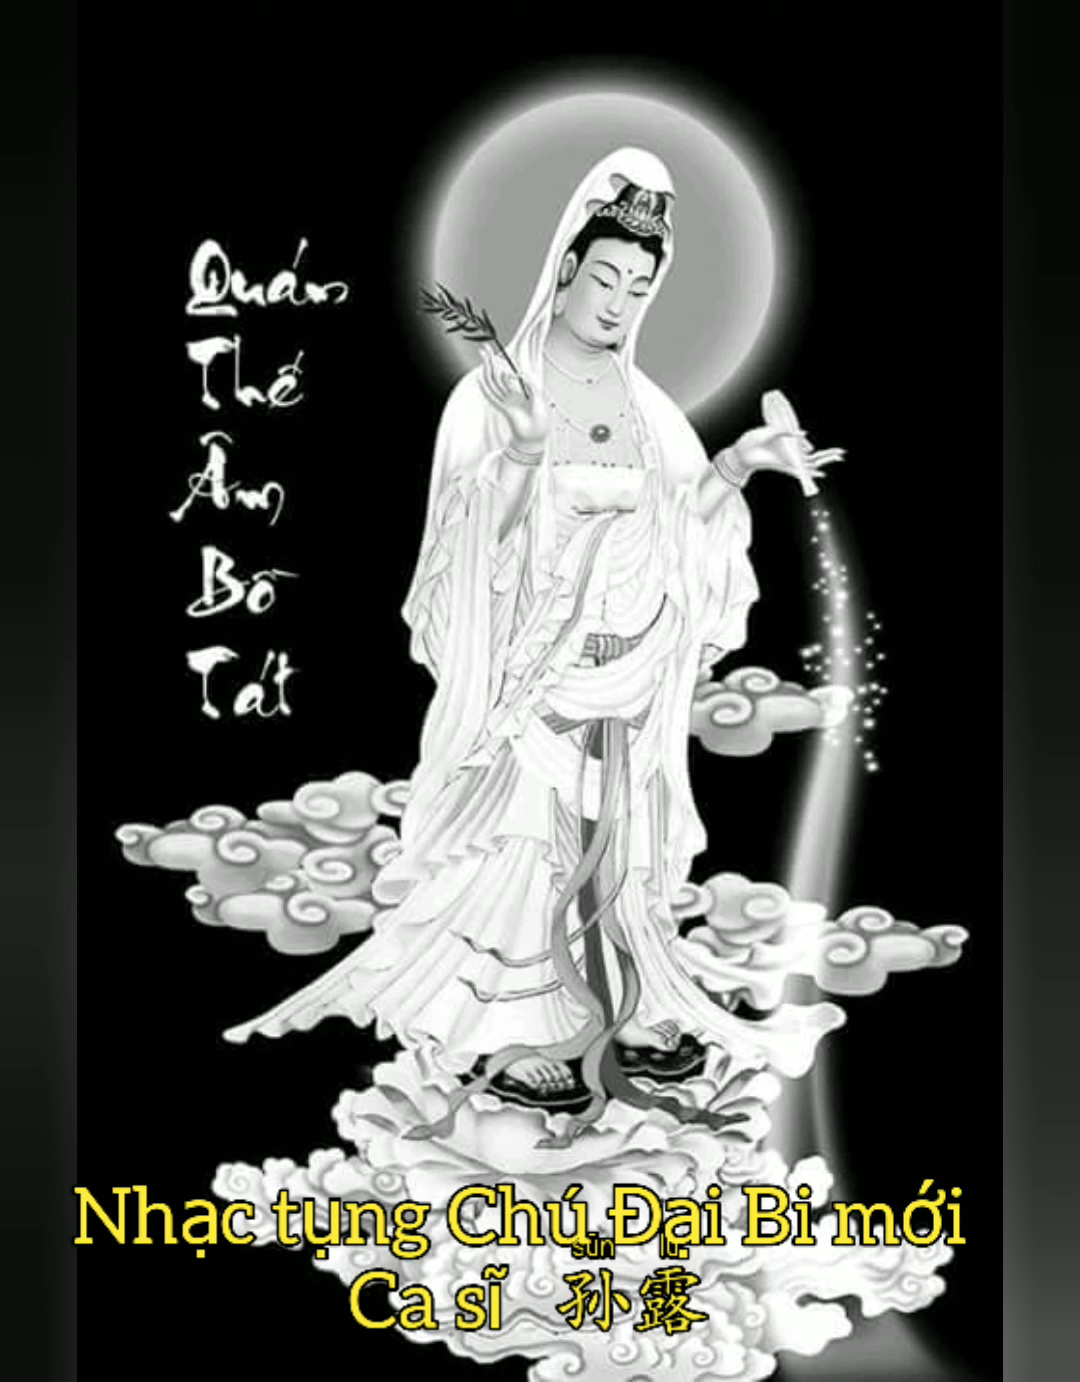 Quán
Thế
Âm
Bồ
Tát
Nhạc tụng Chú Đại Bi mới
sūn lù
Ca sĩ 孙露